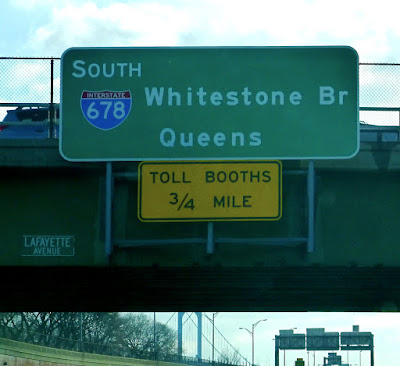 SOUTH
INTERSTATE
678
Whitestone Br
Queens
TOLL BOOTHS
3/4 MILE
LAFAYETTE
AVENUE